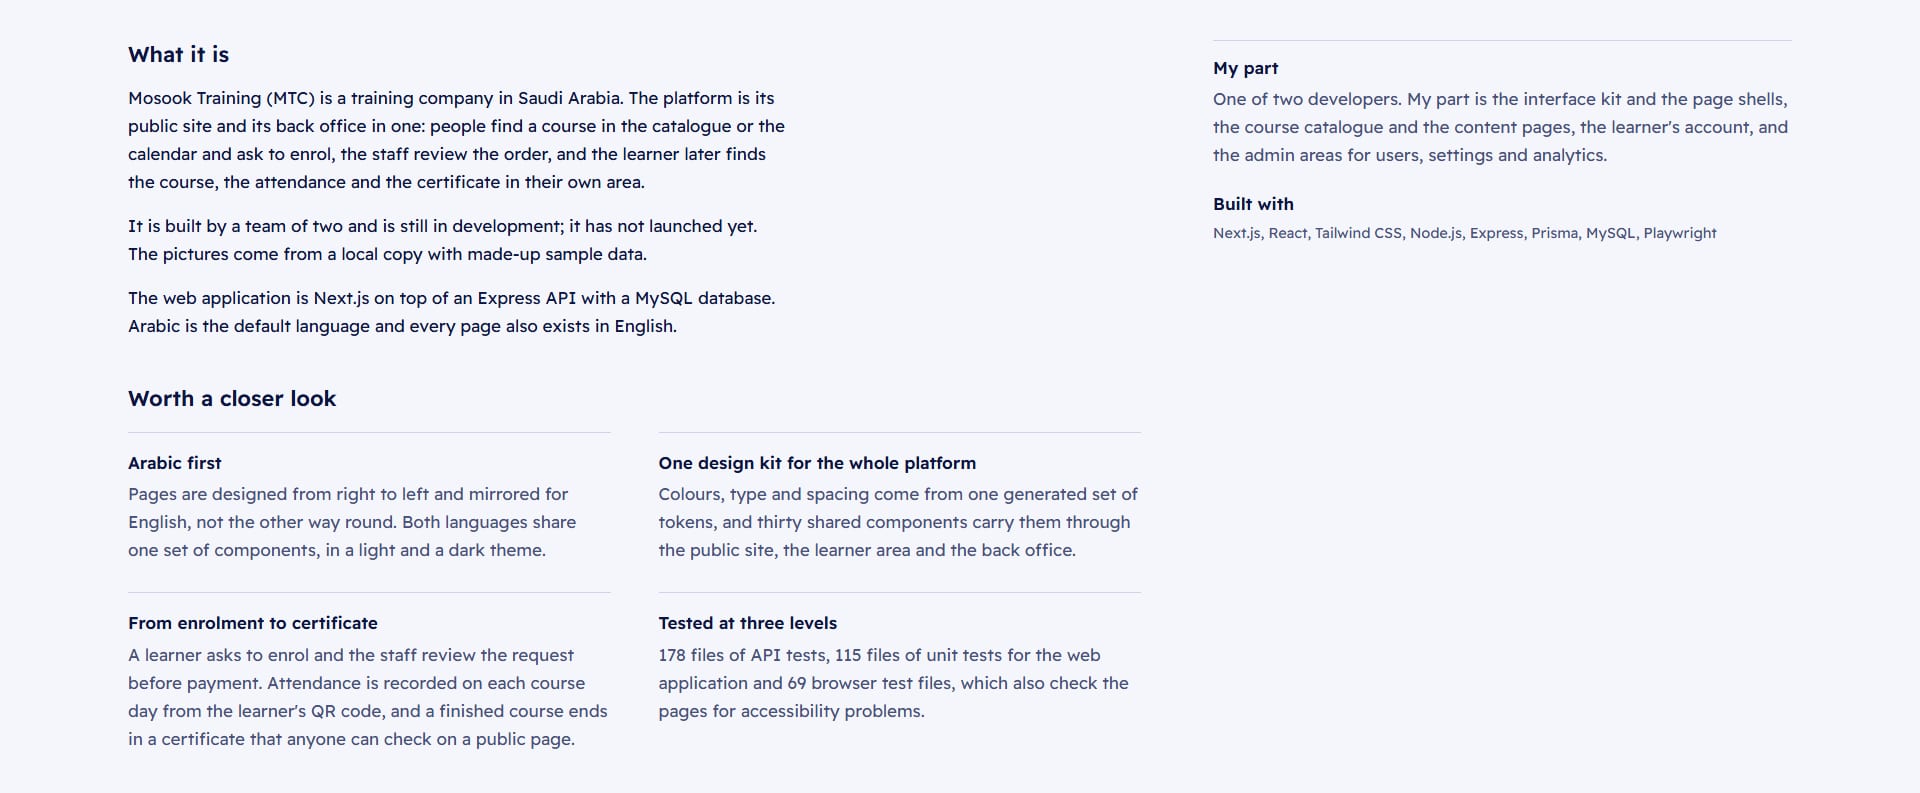 What it is
Mosook Training (MTC) is a training company in Saudi Arabia. The platform is its
public site and its back office in one: people find a course in the catalogue or the
calendar and ask to enrol, the staff review the order, and the learner later finds
the course, the attendance and the certificate in their own area.
It is built by a team of two and is still in development; it has not launched yet.
The pictures come from a local copy with made-up sample data.
The web application is Next.js on top of an Express API with a MySQL database.
Arabic is the default language and every page also exists in English.
Worth a closer look
Arabic first
Pages are designed from right to left and mirrored for
English, not the other way round. Both languages share
one set of components, in a light and a dark theme.
One design kit for the whole platform
Colours, type and spacing come from one generated set of
tokens, and thirty shared components carry them through
the public site, the learner area and the back office.
From enrolment to certificate
A learner asks to enrol and the staff review the request
before payment. Attendance is recorded on each course
day from the learner's QR code, and a finished course ends
in a certificate that anyone can check on a public page.
Tested at three levels
178 files of API tests, 115 files of unit tests for the web
application and 69 browser test files, which also check the
pages for accessibility problems.
My part
One of two developers. My part is the interface kit and the page shells,
the course catalogue and the content pages, the learner's account, and
the admin areas for users, settings and analytics.
Built with
Next.js, React, Tailwind CSS, Node.js, Express, Prisma, MySQL, Playwright